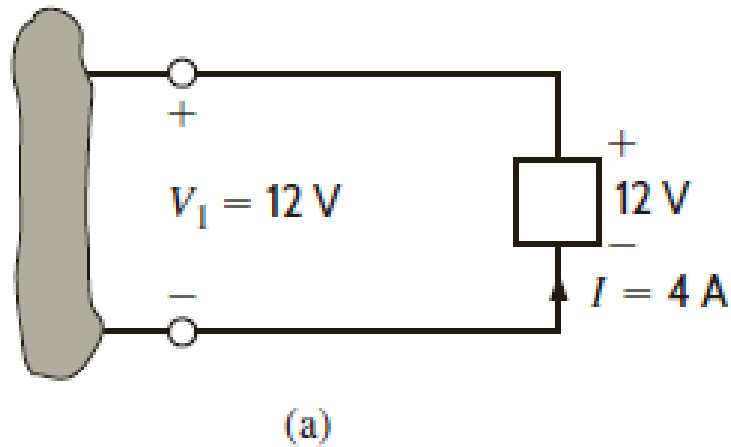 +
+
V₁ = 12 V
12 V
−
−
I = 4 A
(a)